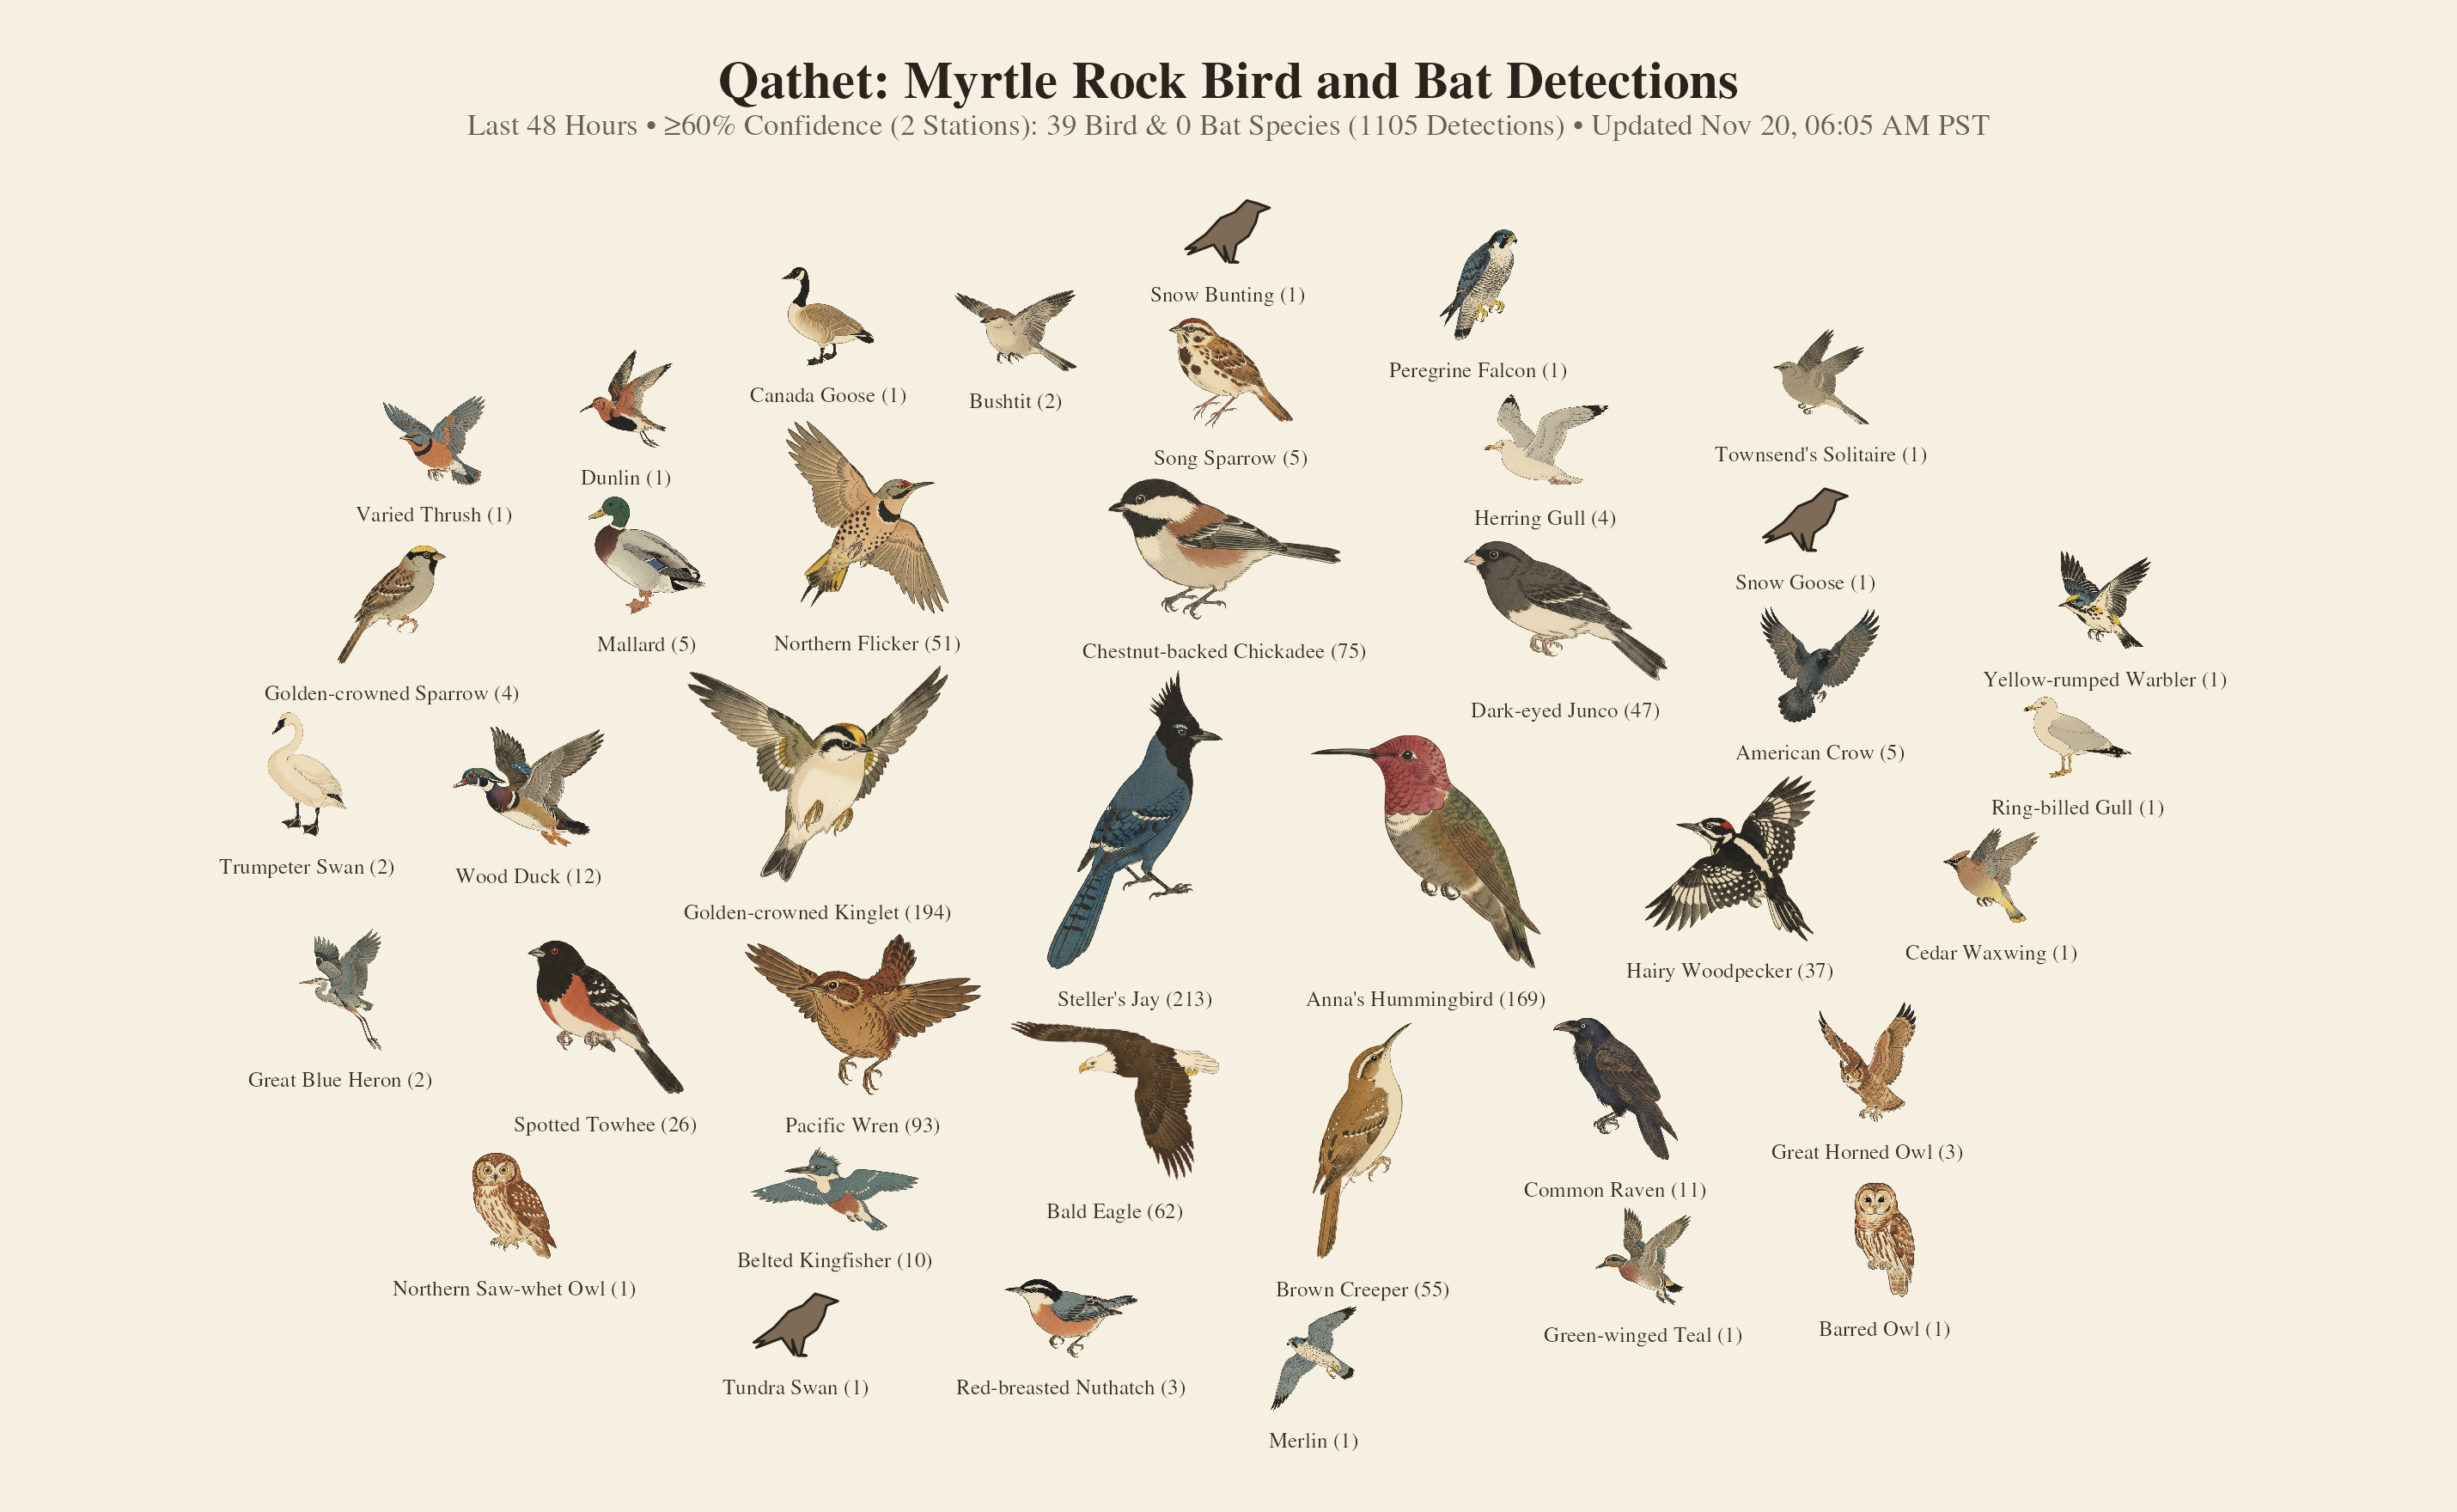 Qathet: Myrtle Rock Bird and Bat Detections
Last 48 Hours • ≥60% Confidence (2 Stations): 39 Bird & 0 Bat Species (1105 Detections) • Updated Nov 20, 06:05 AM PST
Snow Bunting (1)
Peregrine Falcon (1)
Canada Goose (1)
Bushtit (2)
Townsend's Solitaire (1)
Song Sparrow (5)
Dunlin (1)
Varied Thrush (1)
Herring Gull (4)
Snow Goose (1)
Mallard (5)
Northern Flicker (51)
Chestnut-backed Chickadee (75)
Yellow-rumped Warbler (1)
Golden-crowned Sparrow (4)
Dark-eyed Junco (47)
American Crow (5)
Ring-billed Gull (1)
Trumpeter Swan (2)
Wood Duck (12)
Golden-crowned Kinglet (194)
Cedar Waxwing (1)
Hairy Woodpecker (37)
Steller's Jay (213)
Anna's Hummingbird (169)
Great Blue Heron (2)
Spotted Towhee (26)
Pacific Wren (93)
Great Horned Owl (3)
Common Raven (11)
Bald Eagle (62)
Belted Kingfisher (10)
Northern Saw-whet Owl (1)
Brown Creeper (55)
Barred Owl (1)
Green-winged Teal (1)
Tundra Swan (1)
Red-breasted Nuthatch (3)
Merlin (1)